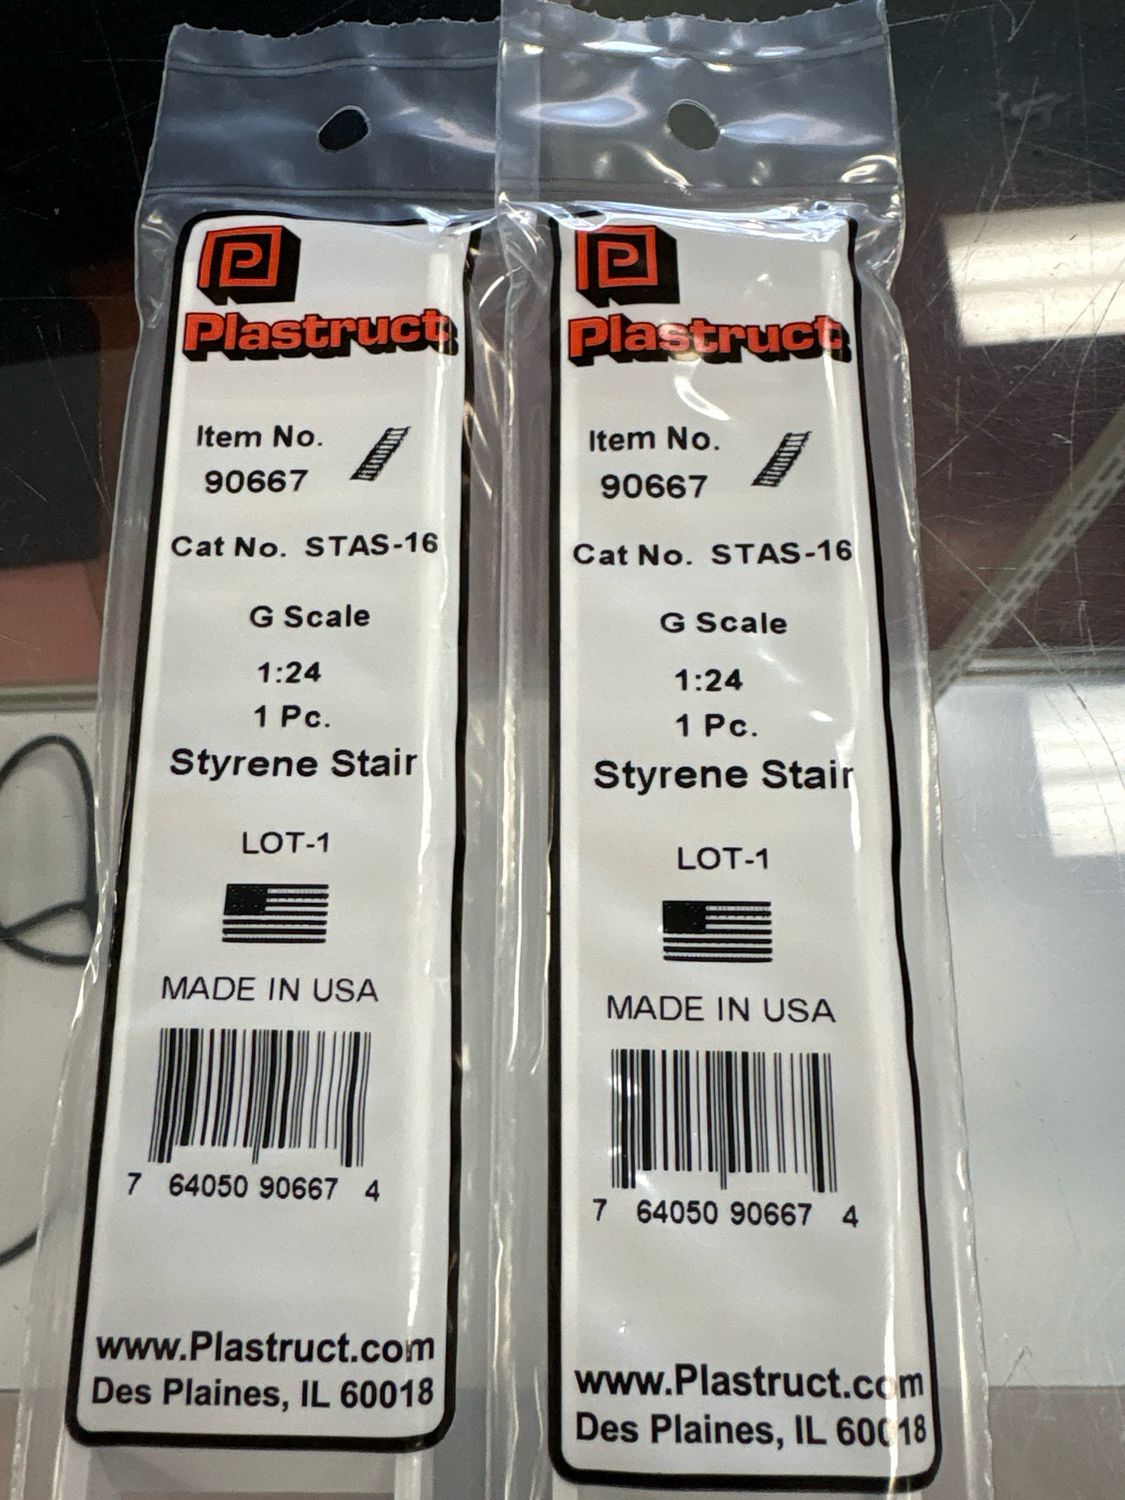 Plastruct
Item No.
90667
Cat No. STAS-16
G Scale
1:24
1 Pc.
Styrene Stair
LOT-1
MADE IN USA
7 64050 90667 4
www.Plastruct.com
Des Plaines, IL 60018
Plastruct
Item No.
90667
Cat No. STAS-16
G Scale
1:24
1 Pc.
Styrene Stair
LOT-1
MADE IN USA
7 64050 90667 4
www.Plastruct.com
Des Plaines, IL 60018